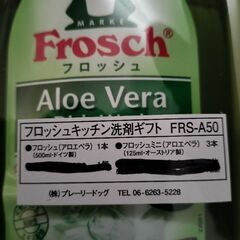 MARKE
Frosch
フロッシュ
Aloe Vera
フロッシュキッチン洗剤ギフト FRS-A50
●フロッシュ(アロエベラ) 1本
(500ml・ドイツ製)
●フロッシュミニ(アロエベラ) 3本
(125ml・オーストリア製)
(株)プレーリードッグ TEL 06-6263-5228